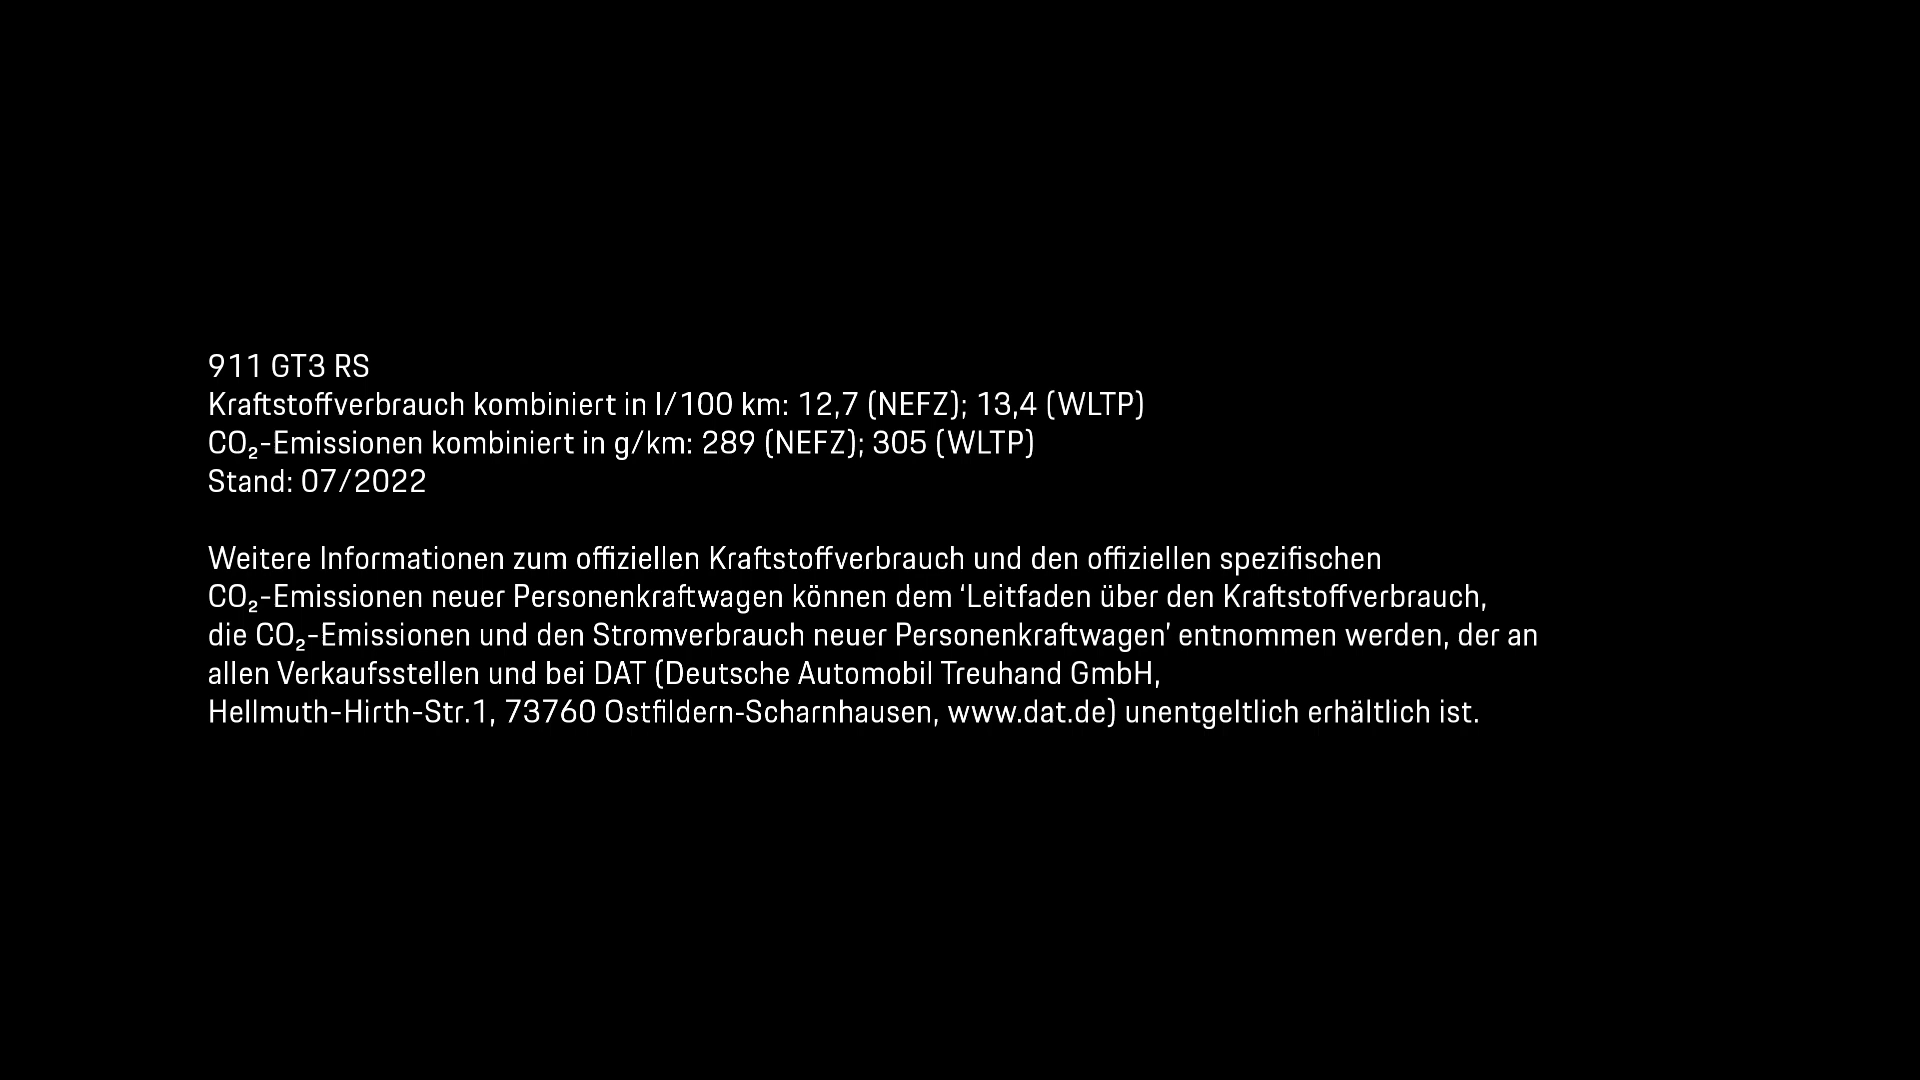 911 GT3 RS
Kraftstoffverbrauch kombiniert in l/100 km: 12,7 (NEFZ); 13,4 (WLTP)
CO₂-Emissionen kombiniert in g/km: 289 (NEFZ); 305 (WLTP)
Stand: 07/2022
Weitere Informationen zum offiziellen Kraftstoffverbrauch und den offiziellen spezifischen
CO₂-Emissionen neuer Personenkraftwagen können dem ‘Leitfaden über den Kraftstoffverbrauch,
die CO₂-Emissionen und den Stromverbrauch neuer Personenkraftwagen’ entnommen werden, der an
allen Verkaufsstellen und bei DAT (Deutsche Automobil Treuhand GmbH,
Hellmuth-Hirth-Str.1, 73760 Ostfildern-Scharnhausen, www.dat.de) unentgeltlich erhältlich ist.